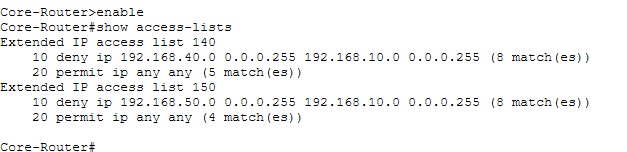 Core-Router>enable
Core-Router#show access-lists
Extended IP access list 140
    10 deny ip 192.168.40.0 0.0.0.255 192.168.10.0 0.0.0.255 (8 match(es))
    20 permit ip any any (5 match(es))
Extended IP access list 150
    10 deny ip 192.168.50.0 0.0.0.255 192.168.10.0 0.0.0.255 (8 match(es))
    20 permit ip any any (4 match(es))

Core-Router#